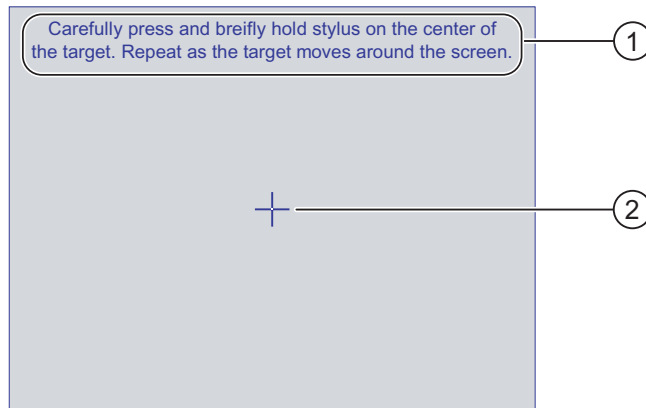 Carefully press and breifly hold stylus on the center of
the target. Repeat as the target moves around the screen.
1
2